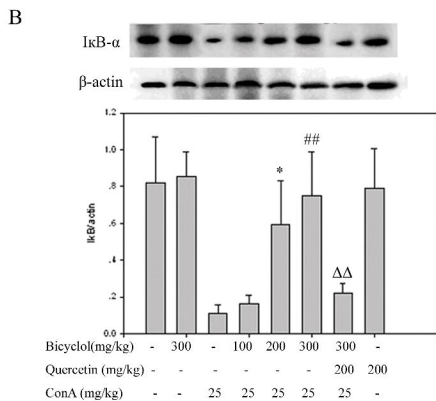 B
IκB-α
β-actin
1.2
1.0
.8
.6
.4
.2
0.0
IkB/actin
*
##
ΔΔ
Bicyclol(mg/kg) - 300 - 100 200 300 300 -
Quercetin (mg/kg) - - - - - - 200 200
ConA (mg/kg) - - 25 25 25 25 25 -